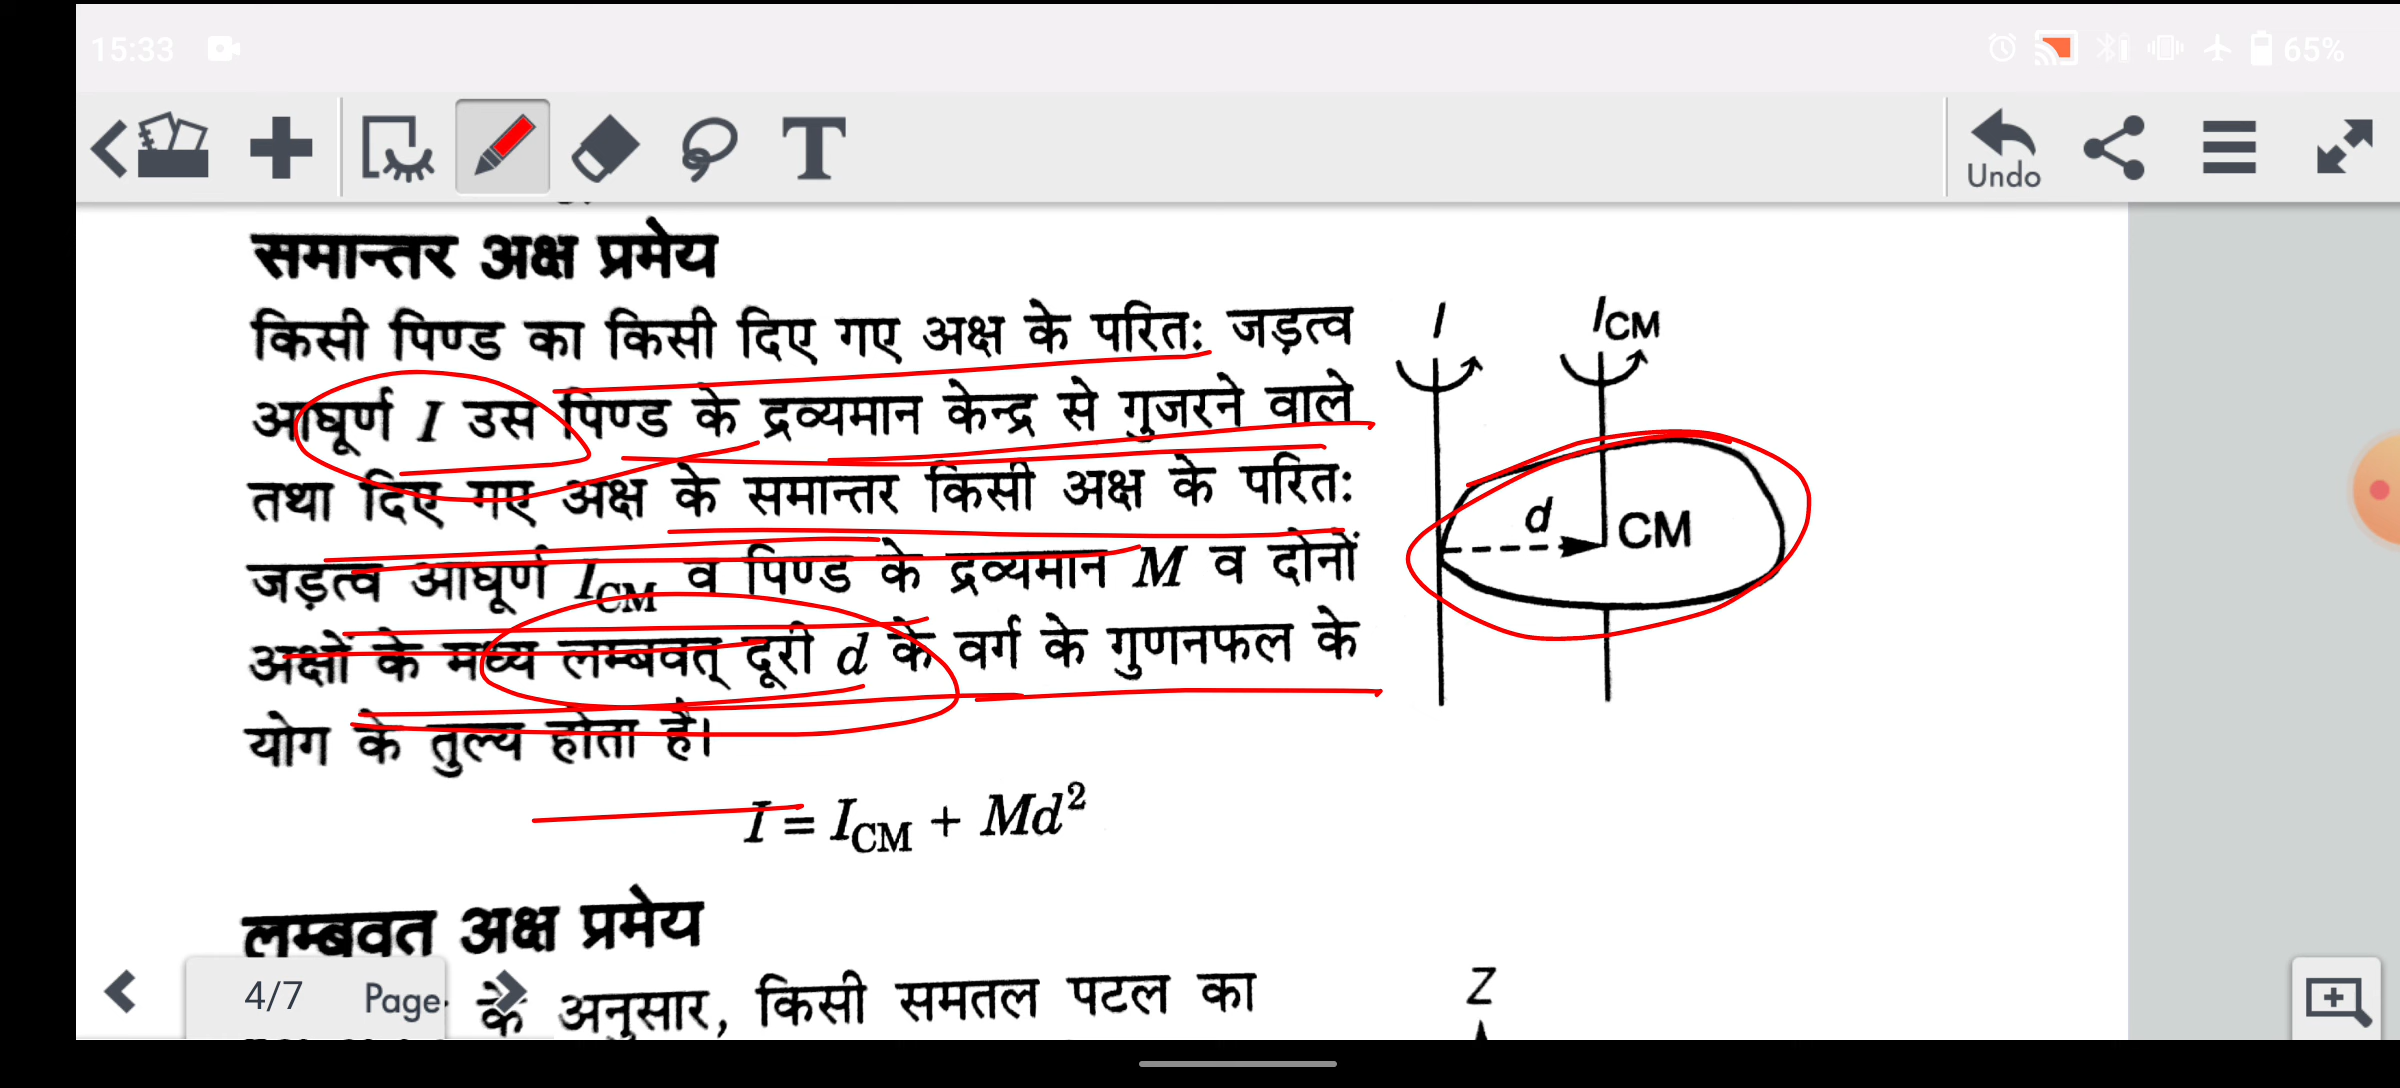 15:33
65%
Undo
समान्तर अक्ष प्रमेय
किसी पिण्ड का किसी दिए गए अक्ष के परितः जड़त्व
आघूर्ण I उस पिण्ड के द्रव्यमान केन्द्र से गुजरने वाले
तथा दिए गए अक्ष के समान्तर किसी अक्ष के परितः
जड़त्व आघूर्ण I_CM व पिण्ड के द्रव्यमान M व दोनों
अक्षों के मध्य लम्बवत् दूरी d के वर्ग के गुणनफल के
योग के तुल्य होता है।
I = I_CM + Md²
I
I_CM
d
CM
लम्बवत अक्ष प्रमेय
के अनुसार, किसी समतल पटल का
Z
4/7 Page